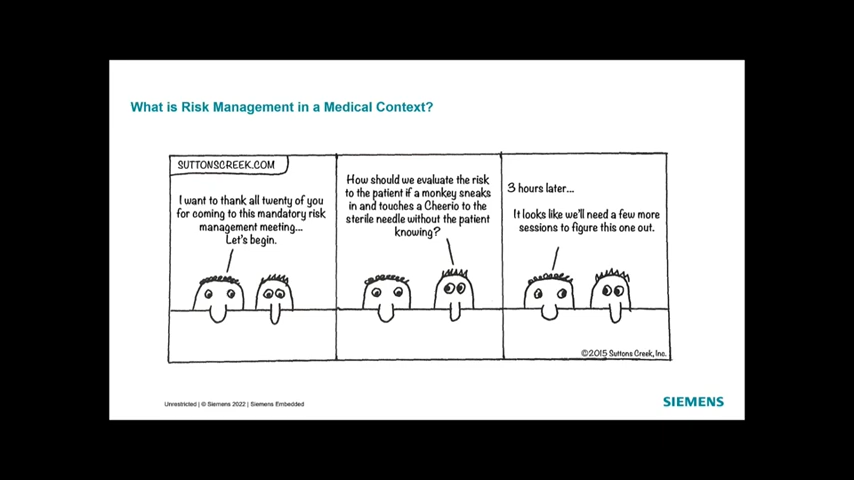 What is Risk Management in a Medical Context?
SUTTONSCREEK.COM
I want to thank all twenty of you
for coming to this mandatory risk
management meeting...
Let's begin.
How should we evaluate the risk
to the patient if a monkey sneaks
in and touches a Cheerio to the
sterile needle without the patient
knowing?
3 hours later...
It looks like we'll need a few more
sessions to figure this one out.
©2015 Suttons Creek, Inc.
Unrestricted | © Siemens 2022 | Siemens Embedded
SIEMENS